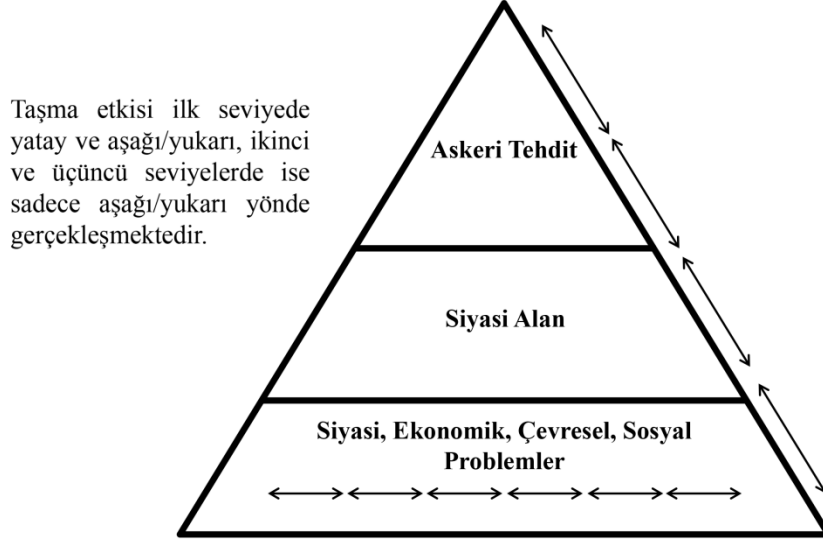 Taşma etkisi ilk seviyede
yatay ve aşağı/yukarı, ikinci
ve üçüncü seviyelerde ise
sadece aşağı/yukarı yönde
gerçekleşmektedir.
Askeri Tehdit
Siyasi Alan
Siyasi, Ekonomik, Çevresel, Sosyal
Problemler